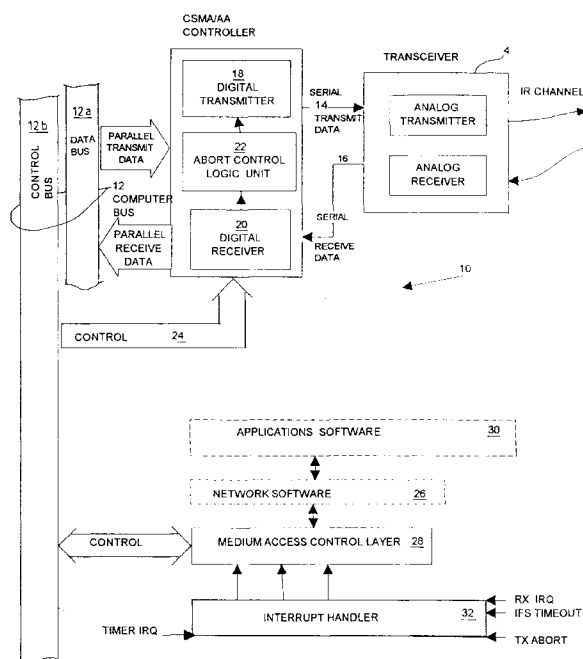 CSMA/AA
CONTROLLER
TRANSCEIVER
4
IR CHANNEL
18
DIGITAL
TRANSMITTER
SERIAL
14 TRANSMIT
DATA
ANALOG
TRANSMITTER
12b
CONTROL
BUS
12a
DATA
BUS
PARALLEL
TRANSMIT
DATA
22
ABORT CONTROL
LOGIC UNIT
16
ANALOG
RECEIVER
12
COMPUTER
BUS
PARALLEL
RECEIVE
DATA
20
DIGITAL
RECEIVER
SERIAL
RECEIVE
DATA
10
CONTROL 24
APPLICATIONS SOFTWARE 30
NETWORK SOFTWARE 26
CONTROL
MEDIUM ACCESS CONTROL LAYER 28
INTERRUPT HANDLER 32
RX IRQ
IFS TIMEOUT
TIMER IRQ
TX ABORT